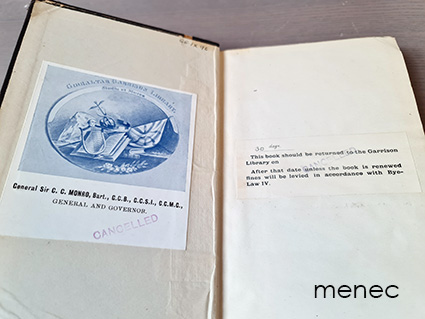 GIBRALTAR GARRISON LIBRARY.
General Sir C. C. MONRO, Bart., G.C.B., G.C.S.I., G.C.M.G.,
GENERAL AND GOVERNOR.
CANCELLED
30 days
This book should be returned to the Garrison
Library on
CANCELLED
After that date unless the book is renewed
fines will be levied in accordance with Bye-
Law IV.
menec